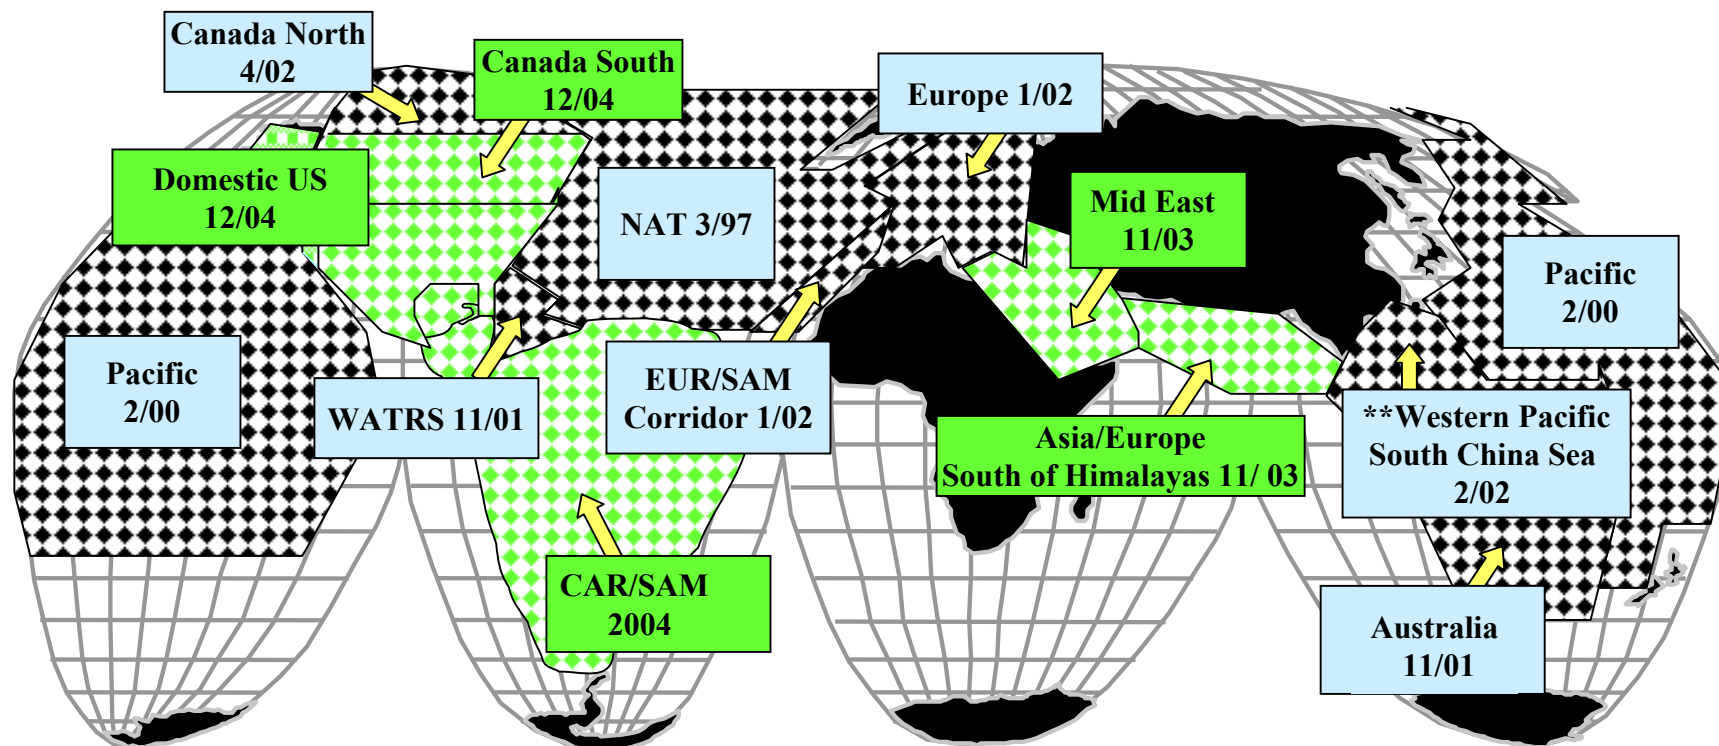 Canada North
4/02
Canada South
12/04
Europe 1/02
Domestic US
12/04
Mid East
11/03
NAT 3/97
Pacific
2/00
Pacific
2/00
WATRS 11/01
EUR/SAM
Corridor 1/02
**Western Pacific
South China Sea
2/02
Asia/Europe
South of Himalayas 11/ 03
CAR/SAM
2004
Australia
11/01